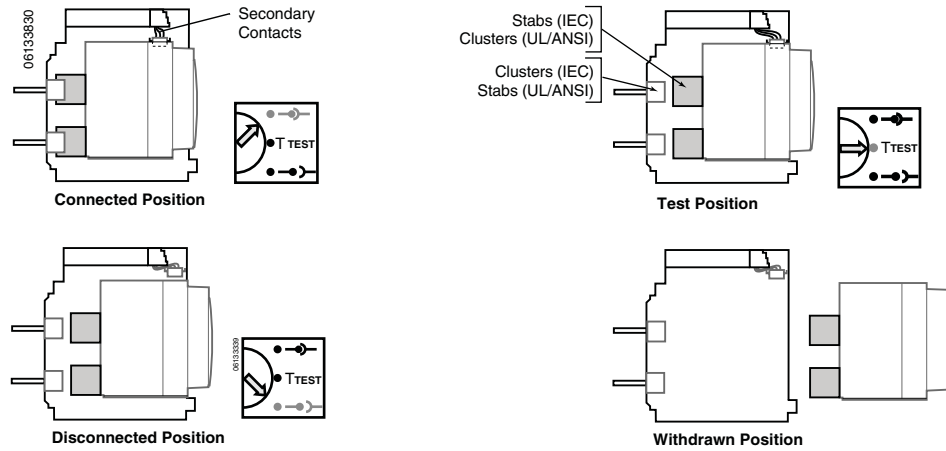 06133830
Secondary
Contacts
T TEST
Connected Position
Stabs (IEC)
Clusters (UL/ANSI)
Clusters (IEC)
Stabs (UL/ANSI)
TTEST
Test Position
06133339
TTEST
Disconnected Position
Withdrawn Position